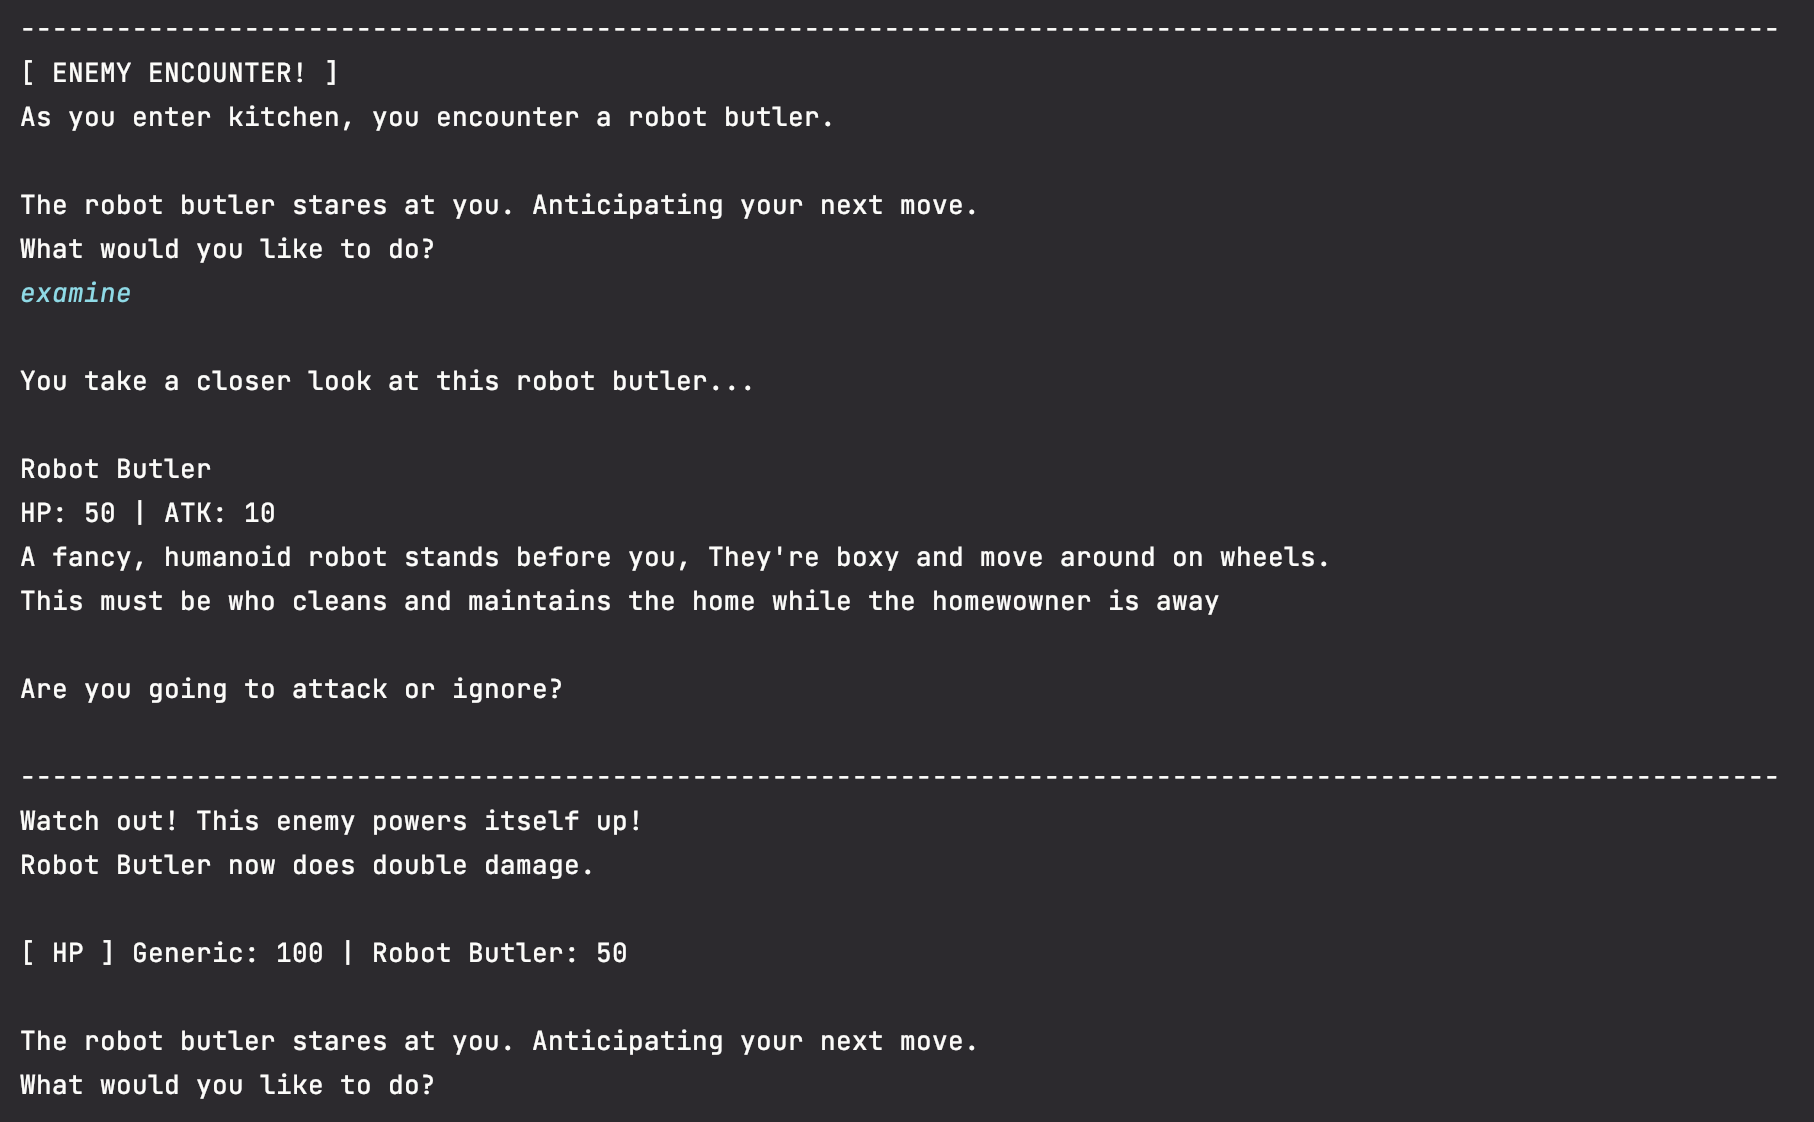 --------------------------------------------------------------------------------------------------------------
[ ENEMY ENCOUNTER! ]
As you enter kitchen, you encounter a robot butler.
The robot butler stares at you. Anticipating your next move.
What would you like to do?
examine
You take a closer look at this robot butler...
Robot Butler
HP: 50 | ATK: 10
A fancy, humanoid robot stands before you, They're boxy and move around on wheels.
This must be who cleans and maintains the home while the homewowner is away
Are you going to attack or ignore?
--------------------------------------------------------------------------------------------------------------
Watch out! This enemy powers itself up!
Robot Butler now does double damage.
[ HP ] Generic: 100 | Robot Butler: 50
The robot butler stares at you. Anticipating your next move.
What would you like to do?